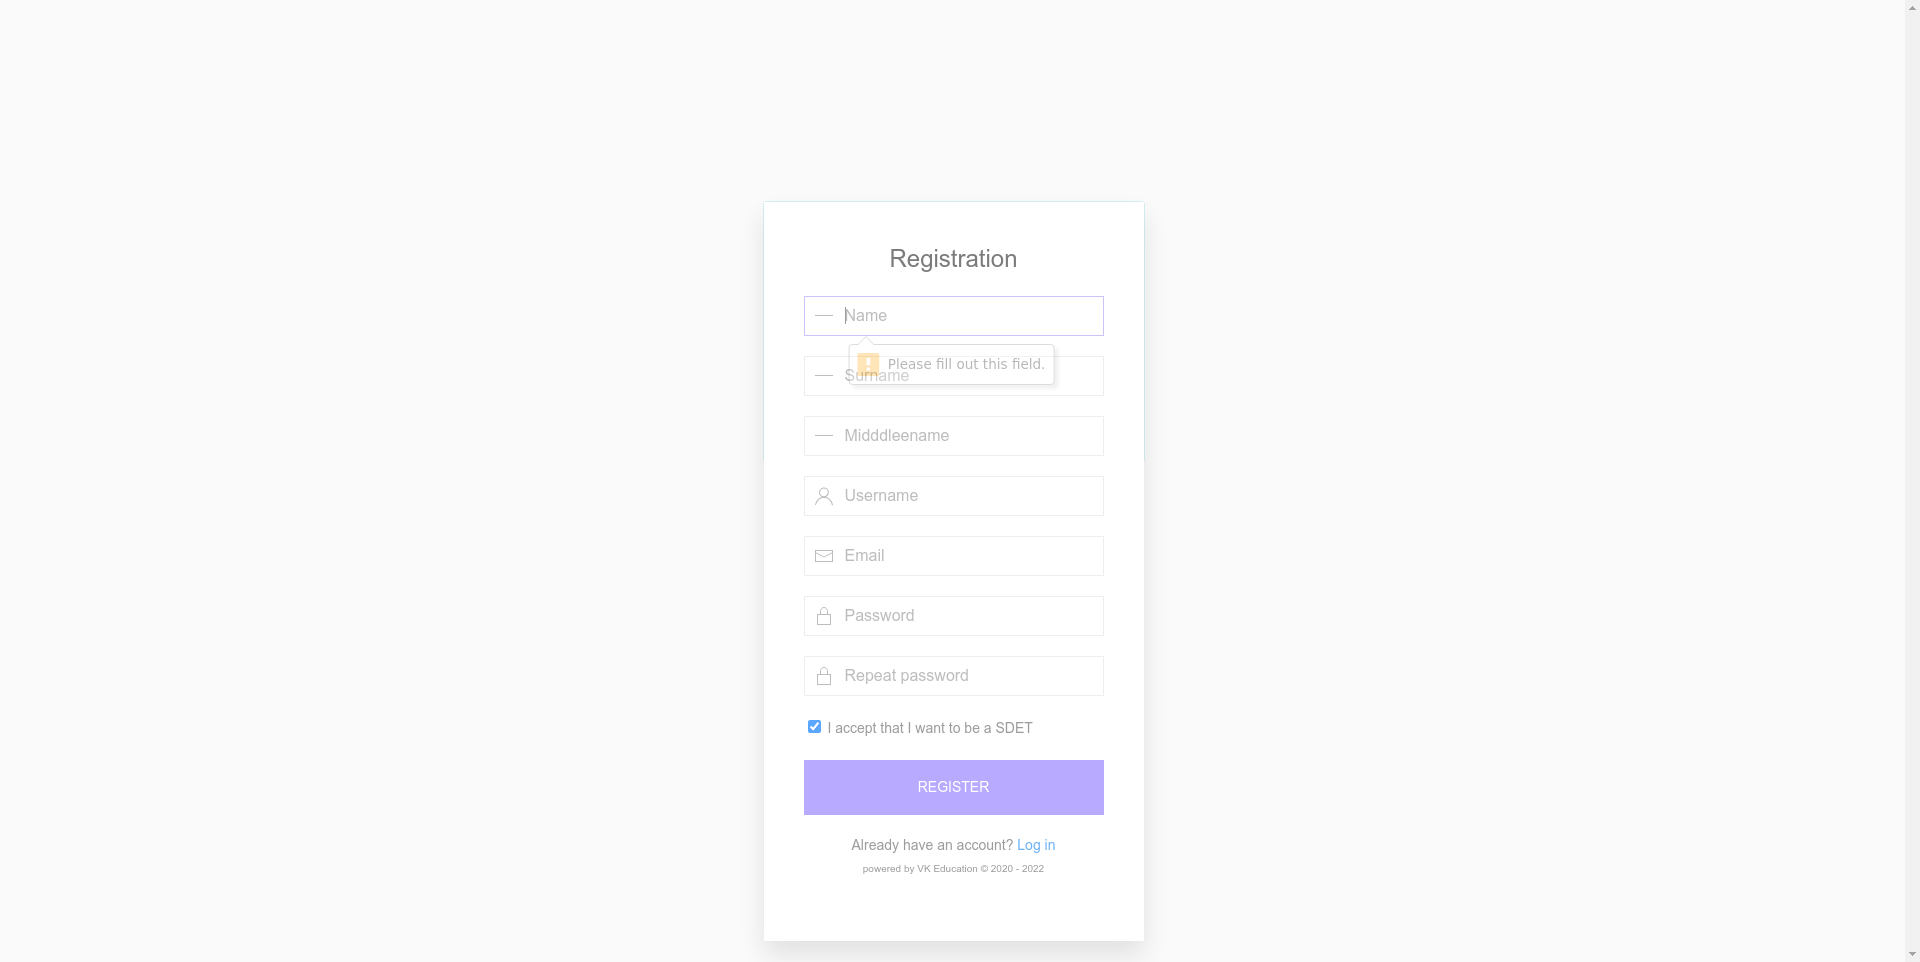 Registration
Name
Please fill out this field.
Surname
Midddleename
Username
Email
Password
Repeat password
I accept that I want to be a SDET
REGISTER
Already have an account? Log in
powered by VK Education © 2020 - 2022